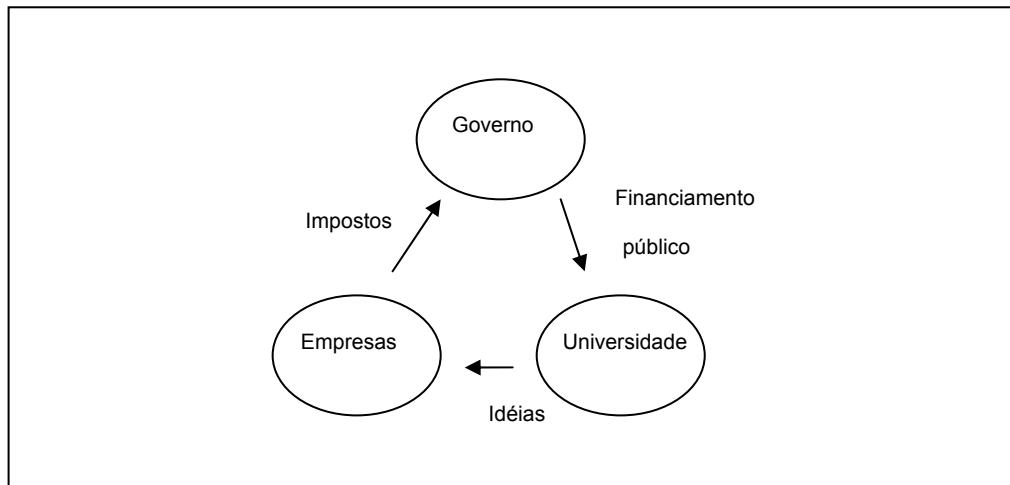 Governo
Financiamento
público
Impostos
Empresas
Universidade
Idéias